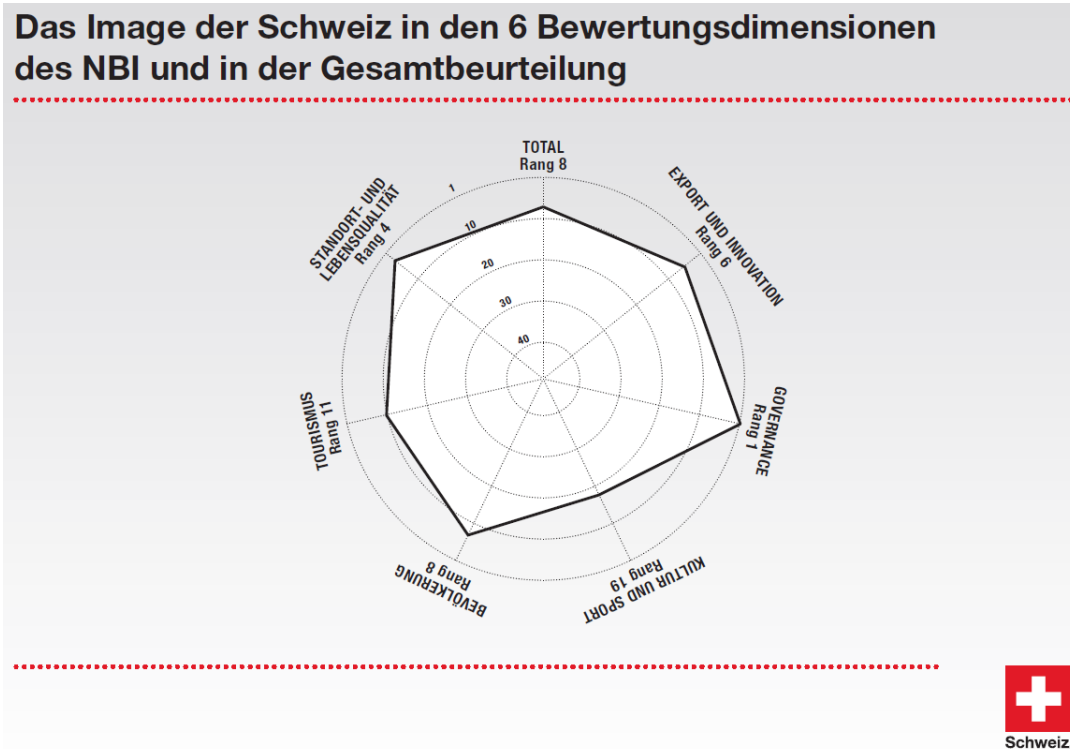 Das Image der Schweiz in den 6 Bewertungsdimensionen
des NBI und in der Gesamtbeurteilung
TOTAL
Rang 8
EXPORT UND INNOVATION
Rang 6
GOVERNANCE
Rang 1
KULTUR UND SPORT
Rang 19
BEVÖLKERUNG
Rang 8
TOURISMUS
Rang 11
STANDORT- UND
LEBENSQUALITÄT
Rang 4
1
10
20
30
40
Schweiz